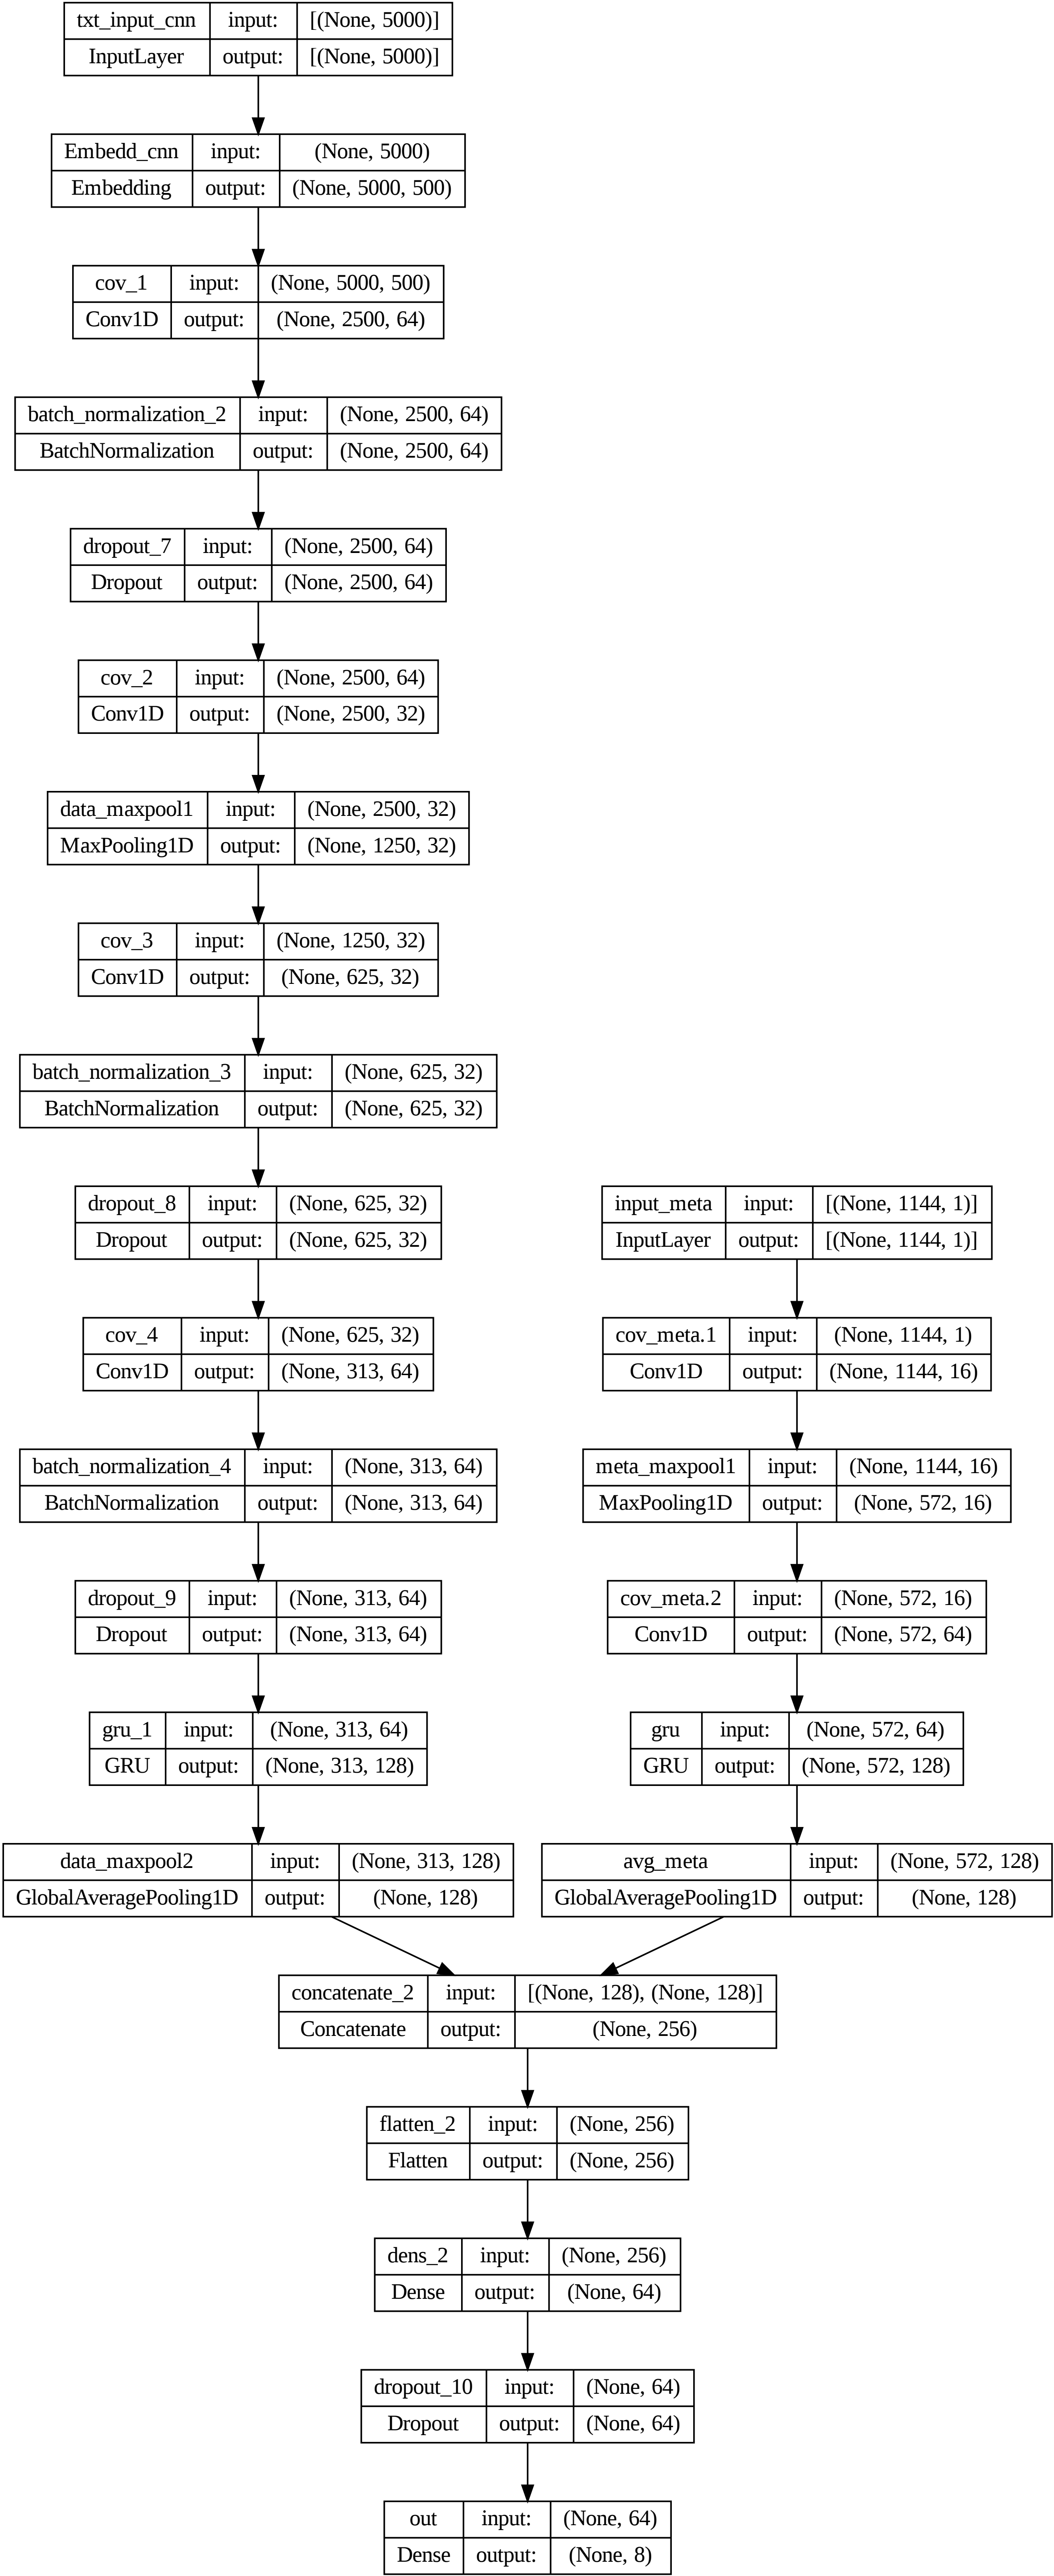 txt_input_cnn input: [(None, 5000)]
InputLayer output: [(None, 5000)]
Embedd_cnn input: (None, 5000)
Embedding output: (None, 5000, 500)
cov_1 input: (None, 5000, 500)
Conv1D output: (None, 2500, 64)
batch_normalization_2 input: (None, 2500, 64)
BatchNormalization output: (None, 2500, 64)
dropout_7 input: (None, 2500, 64)
Dropout output: (None, 2500, 64)
cov_2 input: (None, 2500, 64)
Conv1D output: (None, 2500, 32)
data_maxpool1 input: (None, 2500, 32)
MaxPooling1D output: (None, 1250, 32)
cov_3 input: (None, 1250, 32)
Conv1D output: (None, 625, 32)
batch_normalization_3 input: (None, 625, 32)
BatchNormalization output: (None, 625, 32)
dropout_8 input: (None, 625, 32)
Dropout output: (None, 625, 32)
cov_4 input: (None, 625, 32)
Conv1D output: (None, 313, 64)
batch_normalization_4 input: (None, 313, 64)
BatchNormalization output: (None, 313, 64)
dropout_9 input: (None, 313, 64)
Dropout output: (None, 313, 64)
gru_1 input: (None, 313, 64)
GRU output: (None, 313, 128)
data_maxpool2 input: (None, 313, 128)
GlobalAveragePooling1D output: (None, 128)
input_meta input: [(None, 1144, 1)]
InputLayer output: [(None, 1144, 1)]
cov_meta.1 input: (None, 1144, 1)
Conv1D output: (None, 1144, 16)
meta_maxpool1 input: (None, 1144, 16)
MaxPooling1D output: (None, 572, 16)
cov_meta.2 input: (None, 572, 16)
Conv1D output: (None, 572, 64)
gru input: (None, 572, 64)
GRU output: (None, 572, 128)
avg_meta input: (None, 572, 128)
GlobalAveragePooling1D output: (None, 128)
concatenate_2 input: [(None, 128), (None, 128)]
Concatenate output: (None, 256)
flatten_2 input: (None, 256)
Flatten output: (None, 256)
dens_2 input: (None, 256)
Dense output: (None, 64)
dropout_10 input: (None, 64)
Dropout output: (None, 64)
out input: (None, 64)
Dense output: (None, 8)